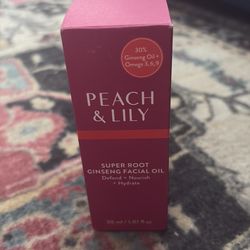 30%
Ginseng Oil +
Omega 3, 6, 9
PEACH
& LILY
SUPER ROOT
GINSENG FACIAL OIL
Defend + Nourish
+ Hydrate